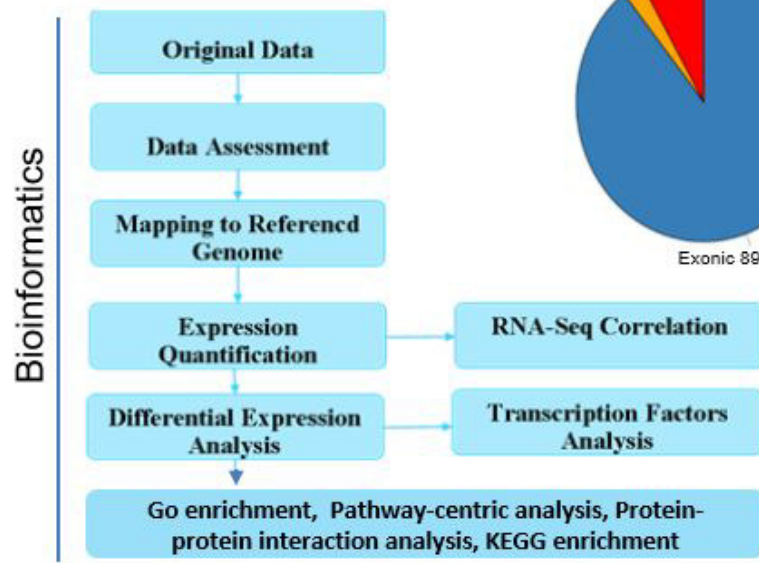 Bioinformatics
Original Data
Data Assessment
Mapping to Referencd
Genome
Expression
Quantification
RNA-Seq Correlation
Differential Expression
Analysis
Transcription Factors
Analysis
Go enrichment, Pathway-centric analysis, Protein-
protein interaction analysis, KEGG enrichment
Exonic 89